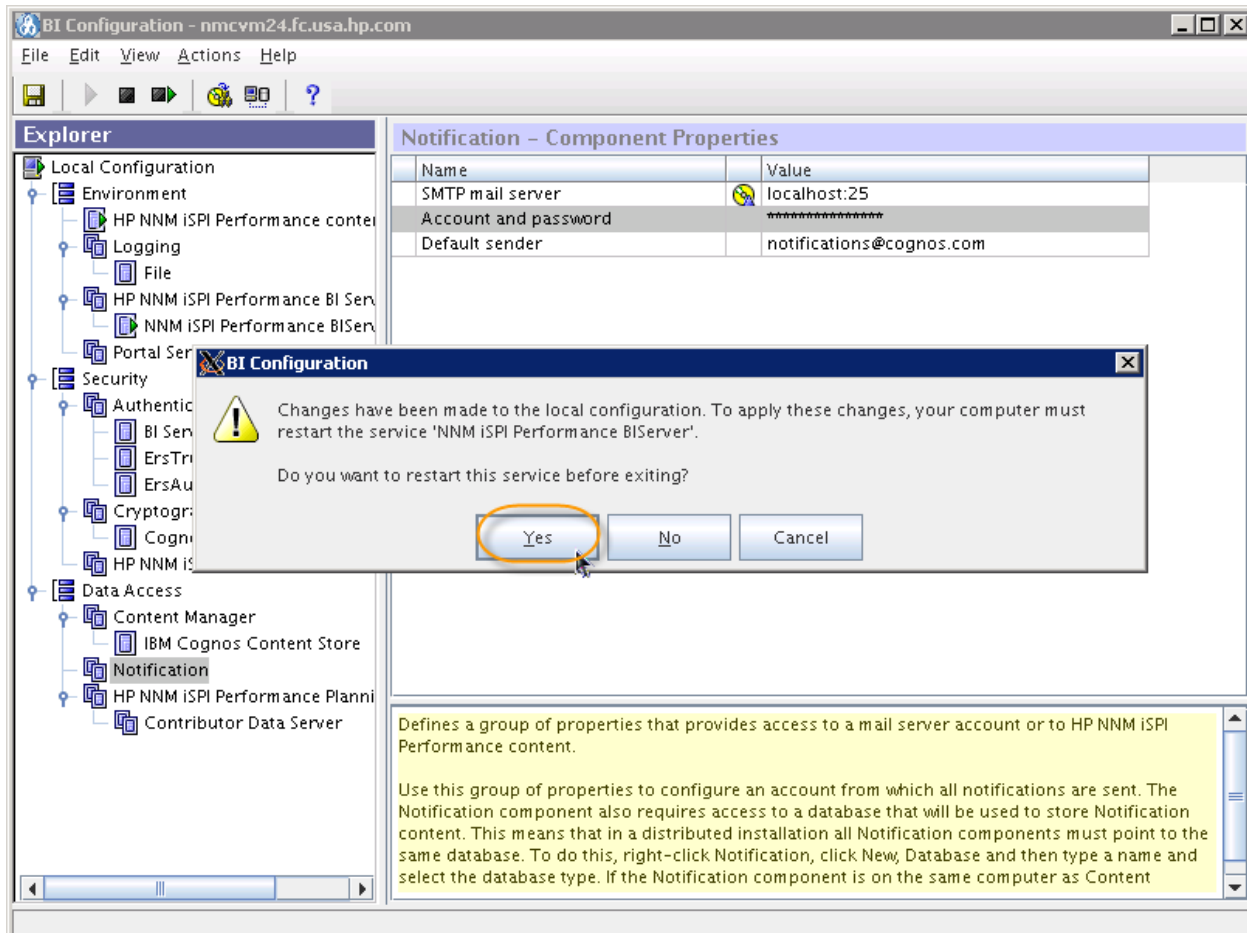 BI Configuration - nmcvm24.fc.usa.hp.com
File Edit View Actions Help
?
Explorer
Local Configuration
Environment
HP NNM iSPI Performance conte
Logging
File
HP NNM iSPI Performance BI Serv
NNM iSPI Performance BISer
Portal Ser
Security
Authentic
BI Serv
ErsTr
ErsAu
Cryptogr
Cogn
HP NNM iS
Data Access
Content Manager
IBM Cognos Content Store
Notification
HP NNM iSPI Performance Planni
Contributor Data Server
Notification – Component Properties
Name Value
SMTP mail server localhost:25
Account and password ***************
Default sender notifications@cognos.com
BI Configuration
Changes have been made to the local configuration. To apply these changes, your computer must
restart the service 'NNM iSPI Performance BIServer'.
Do you want to restart this service before exiting?
Yes No Cancel
Defines a group of properties that provides access to a mail server account or to HP NNM iSPI
Performance content.
Use this group of properties to configure an account from which all notifications are sent. The
Notification component also requires access to a database that will be used to store Notification
content. This means that in a distributed installation all Notification components must point to the
same database. To do this, right-click Notification, click New, Database and then type a name and
select the database type. If the Notification component is on the same computer as Content